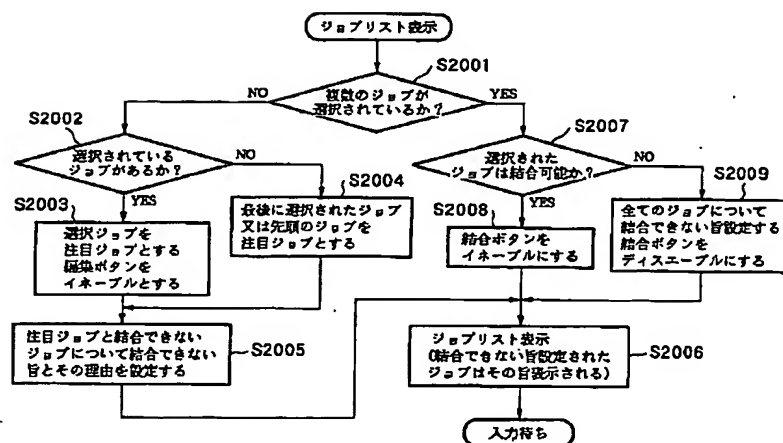 ジョブリスト表示
S2001
複数のジョブが
選択されているか?
NO
YES
S2002
選択されている
ジョブがあるか?
NO
YES
S2007
選択された
ジョブは結合可能か?
NO
YES
S2003
選択ジョブを
注目ジョブとする
編集ボタンを
イネーブルとする
S2004
最後に選択されたジョブ
又は先頭のジョブを
注目ジョブとする
S2008
結合ボタンを
イネーブルにする
S2009
全てのジョブについて
結合できない旨設定する
結合ボタンを
ディスエーブルにする
注目ジョブと結合できない
ジョブについて結合できない
旨とその理由を設定する
S2005
ジョブリスト表示
(結合できない旨設定された
ジョブはその旨表示される)
S2006
入力待ち